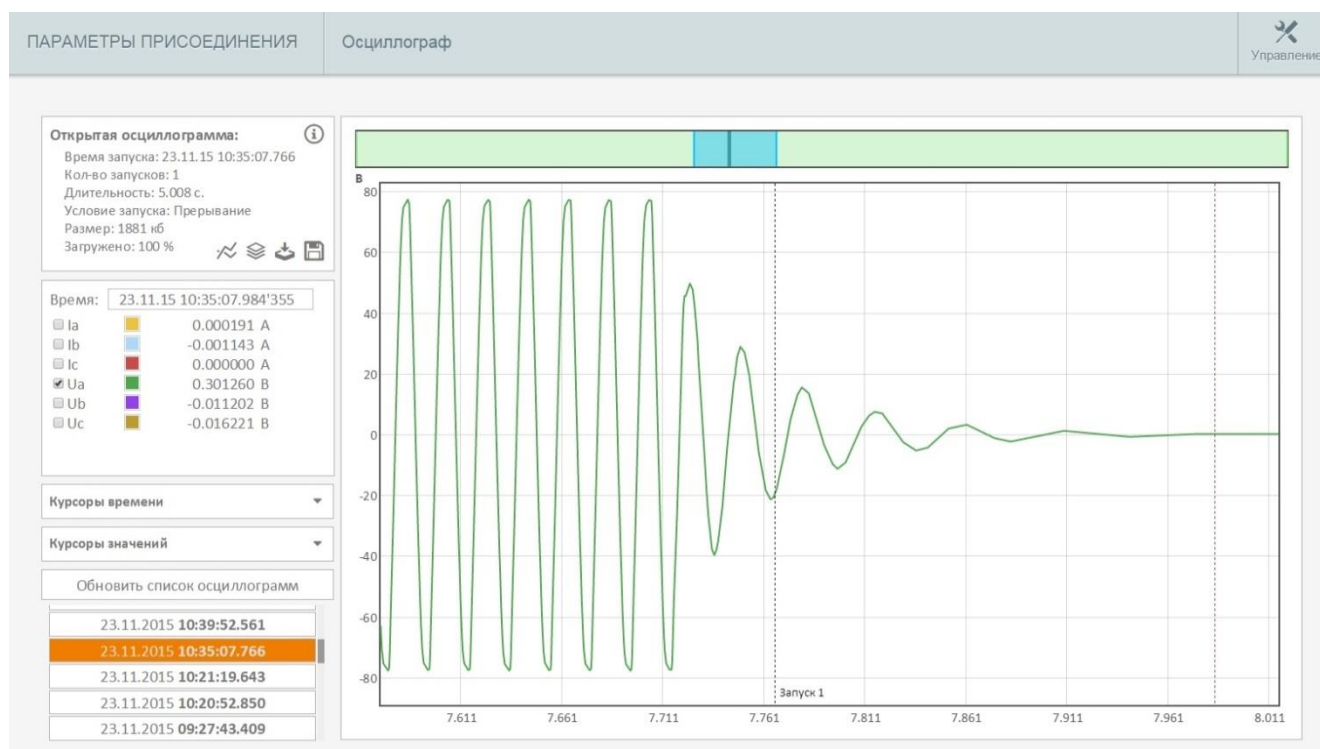 ПАРАМЕТРЫ ПРИСОЕДИНЕНИЯ
Осциллограф
Управление
Открытая осциллограмма:
Время запуска: 23.11.15 10:35:07.766
Кол-во запусков: 1
Длительность: 5.008 с.
Условие запуска: Прерывание
Размер: 1881 кб
Загружено: 100 %
Время: 23.11.15 10:35:07.984'355
Ia 0.000191 A
Ib -0.001143 A
Ic 0.000000 A
Ua 0.301260 В
Ub -0.011202 В
Uc -0.016221 В
Курсоры времени
Курсоры значений
Обновить список осциллограмм
23.11.2015 10:39:52.561
23.11.2015 10:35:07.766
23.11.2015 10:21:19.643
23.11.2015 10:20:52.850
23.11.2015 09:27:43.409
В
80
60
40
20
0
-20
-40
-60
-80
Запуск 1
7.611 7.661 7.711 7.761 7.811 7.861 7.911 7.961 8.011